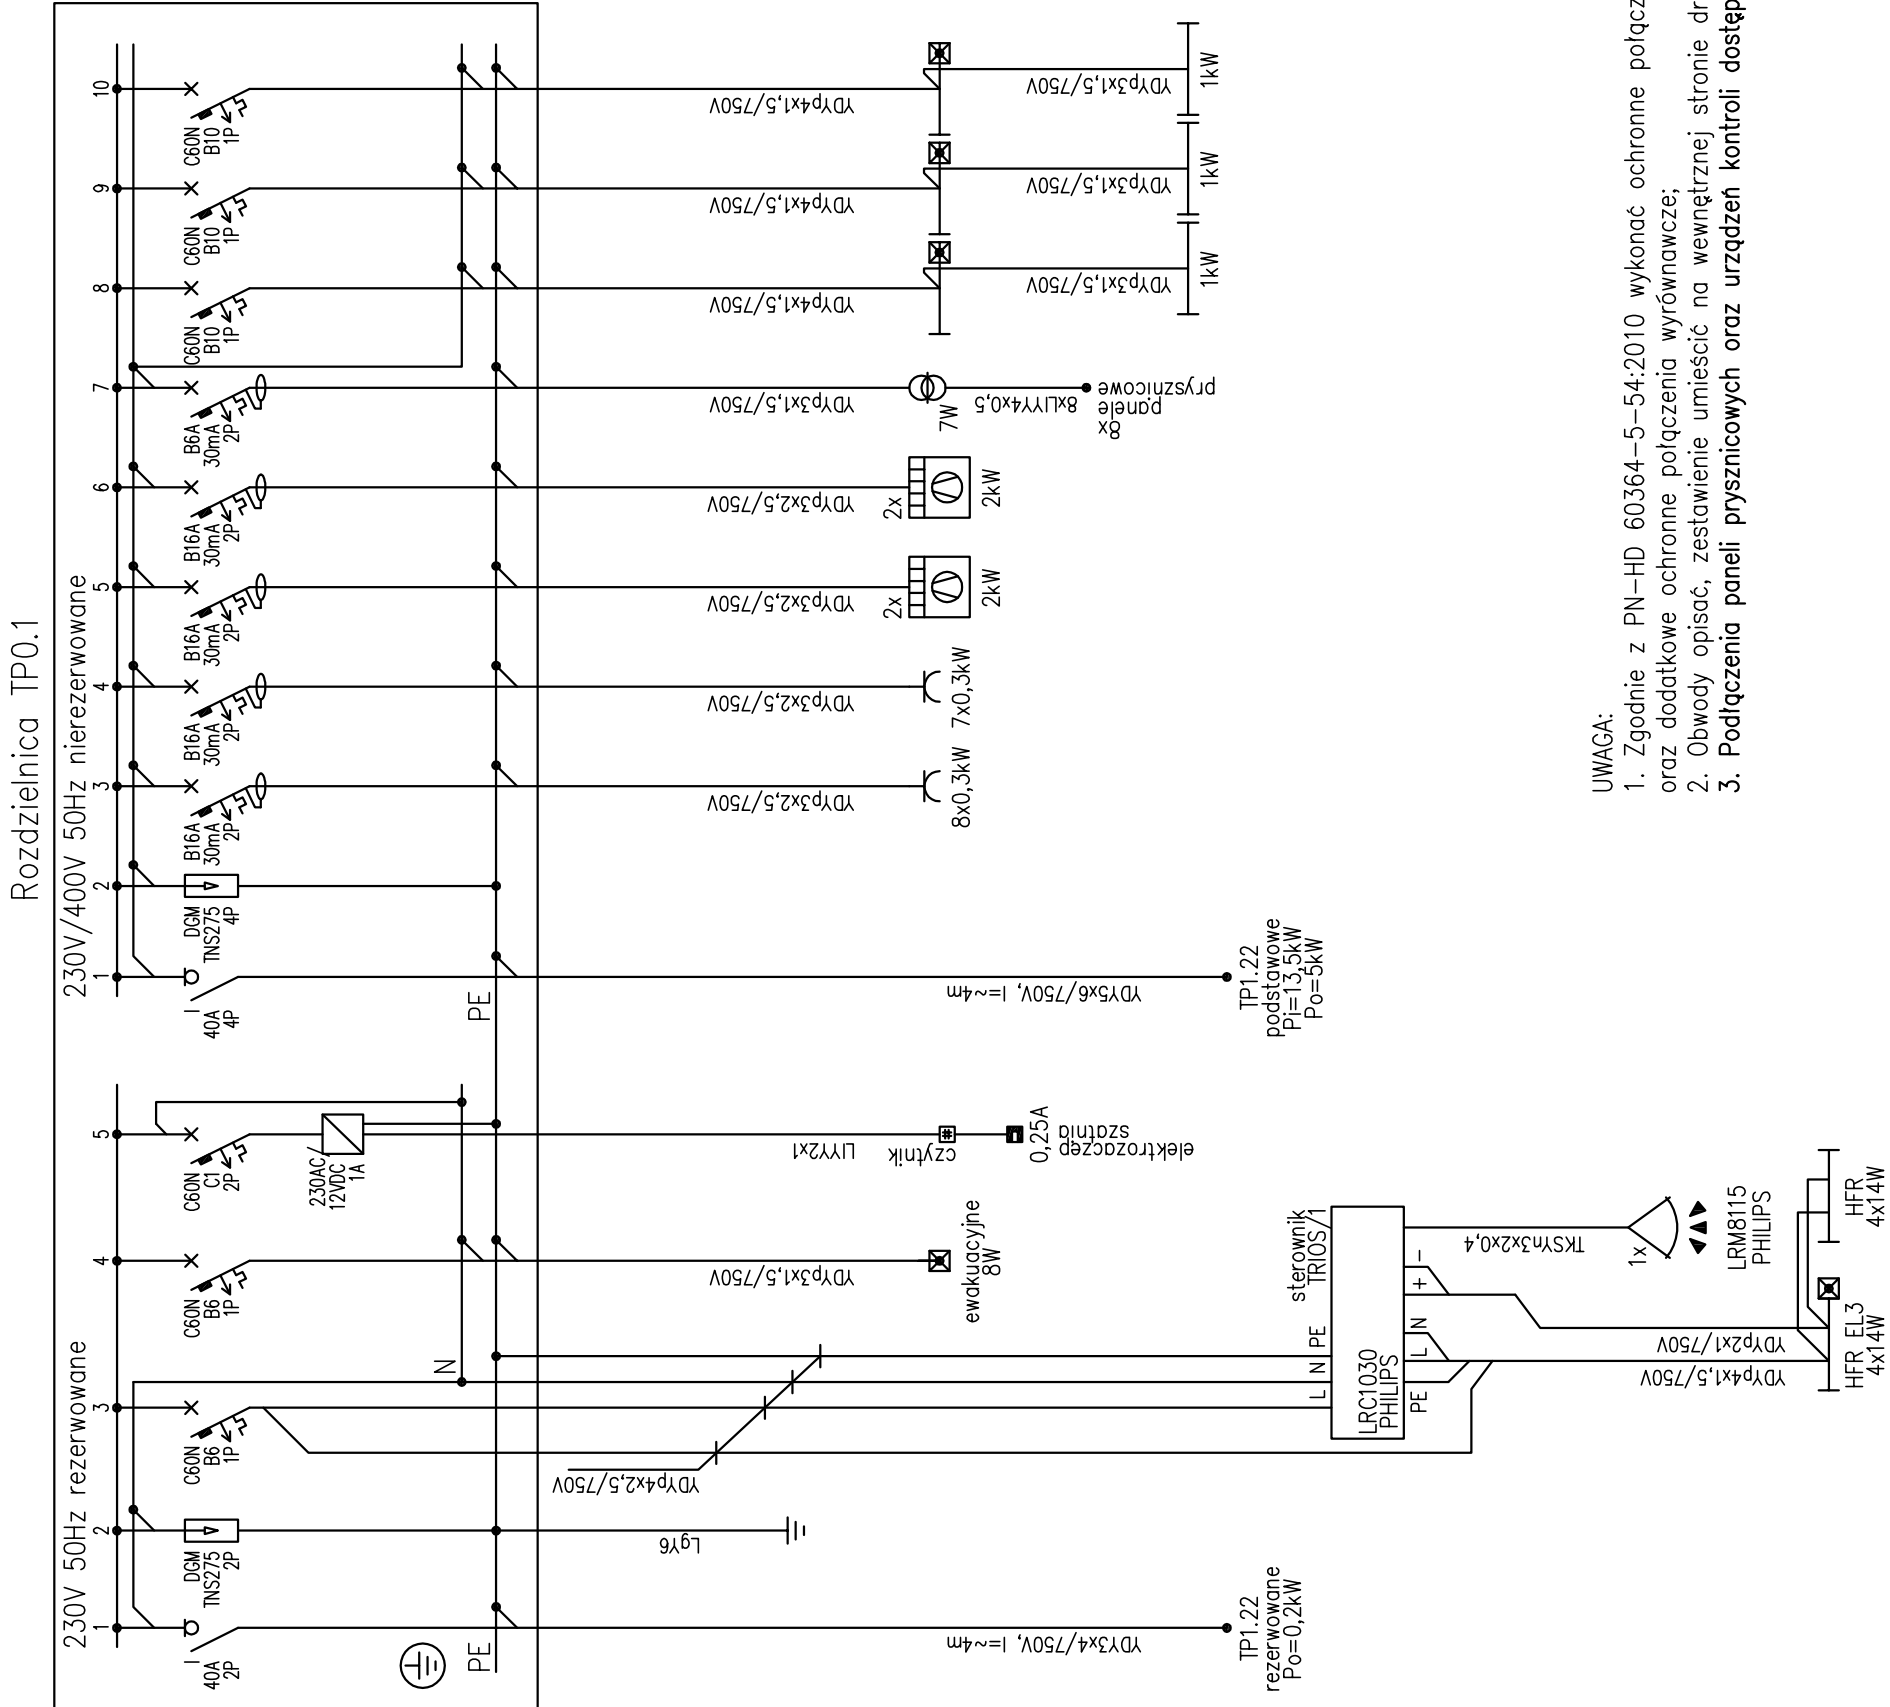 Rozdzielnica TP0.1
230V 50Hz rezerwowane
1
I
40A
2P
YDY3x4/750V, l=~4m
TP1.22
rezerwowane
Po=0,2kW
2
DGM
TNS275
2P
LgY6
3
C60N
B6
1P
YDYp4x2,5/750V
4
C60N
B6
1P
YDYp3x1,5/750V
ewakuacyjne
8W
5
C60N
C1
2P
230AC/
12VDC
1A
LIYY2x1
czytnik
0,25A
elektrozaczep
szatnia
N
PE
L N PE
sterownik
TRIOS/1
LRC1030
PHILIPS
PE L N + -
TKSYn3x2x0,4
1x
LRM8115
PHILIPS
YDYp2x1/750V
YDYp4x1,5/750V
HFR EL3
4x14W
HFR
4x14W
230V/400V 50Hz nierezerwowane
1
I
40A
4P
PE
YDY5x6/750V, l=~4m
TP1.22
podstawowe
Pi=13,5kW
Po=5kW
2
DGM
TNS275
4P
3
B16A
30mA
2P
YDYp3x2,5/750V
8x0,3kW
4
B16A
30mA
2P
YDYp3x2,5/750V
7x0,3kW
5
B16A
30mA
2P
YDYp3x2,5/750V
2x
2kW
6
B16A
30mA
2P
YDYp3x2,5/750V
2x
2kW
7
B6A
30mA
2P
YDYp3x1,5/750V
7W
8xLIYY4x0,5
8x
panele
prysznicowe
8
C60N
B10
1P
YDYp4x1,5/750V
YDYp3x1,5/750V
1kW
9
C60N
B10
1P
YDYp4x1,5/750V
YDYp3x1,5/750V
1kW
10
C60N
B10
1P
YDYp4x1,5/750V
YDYp3x1,5/750V
1kW
UWAGA:
1. Zgodnie z PN-HD 60364-5-54:2010 wykonać ochronne połącz
oraz dodatkowe ochronne połączenia wyrównawcze;
2. Obwody opisać, zestawienie umieścić na wewnętrznej stronie dr
3. Podłączenia paneli prysznicowych oraz urządzeń kontroli dostęp